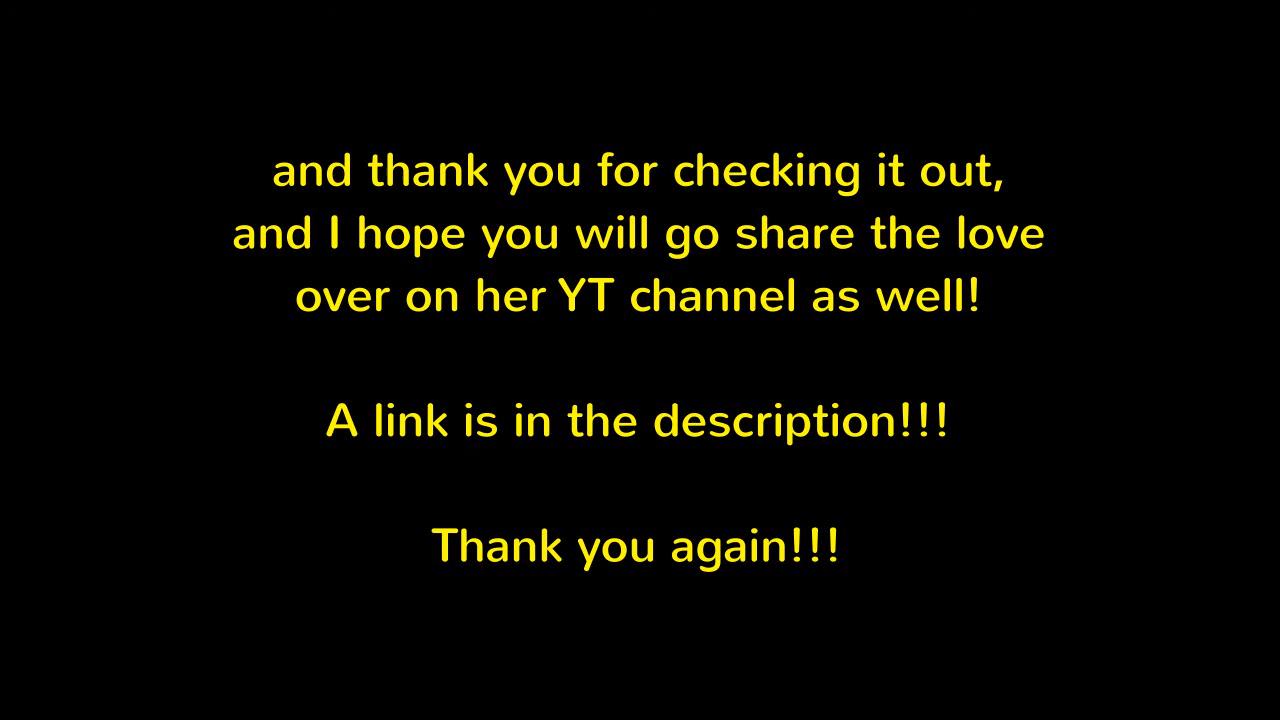 and thank you for checking it out,
and I hope you will go share the love
over on her YT channel as well!
A link is in the description!!!
Thank you again!!!